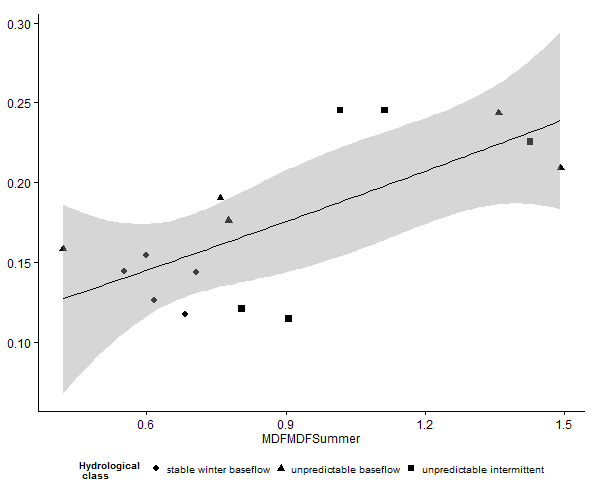 0.30
0.25
0.20
0.15
0.10
0.6 0.9 1.2 1.5
MDFMDFSummer
Hydrological
class
stable winter baseflow unpredictable baseflow unpredictable intermittent